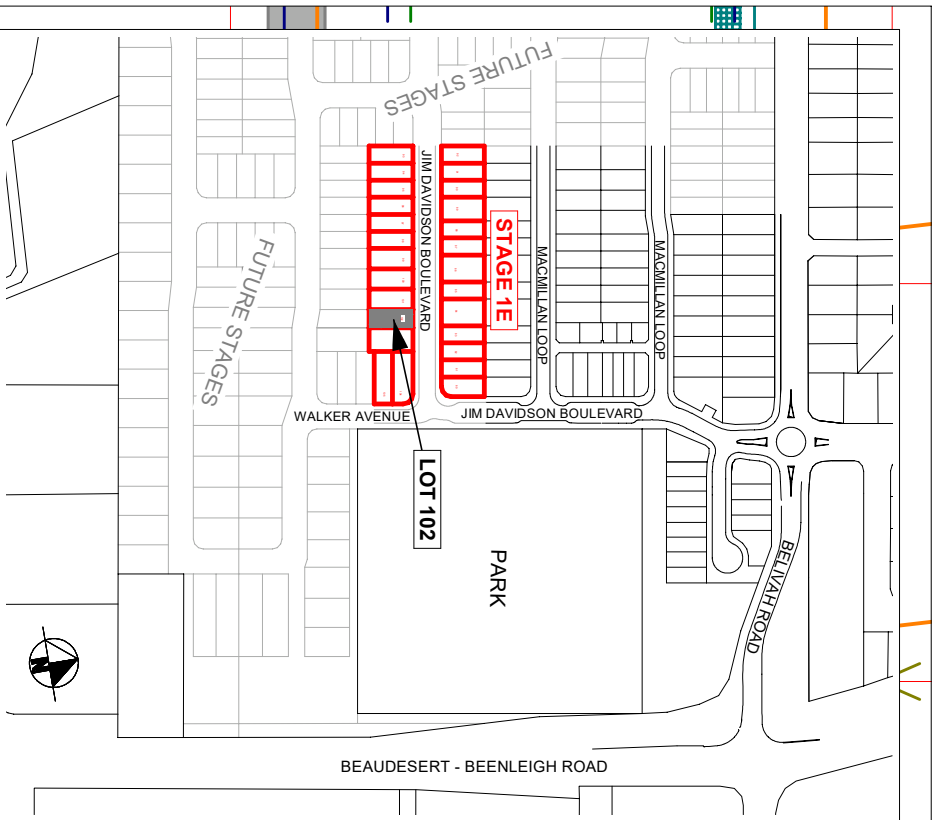 FUTURE STAGES
JIM DAVIDSON BOULEVARD
STAGE 1E
MACMILLAN LOOP
MACMILLAN LOOP
FUTURE STAGES
WALKER AVENUE
JIM DAVIDSON BOULEVARD
LOT 102
PARK
BELIVAH ROAD
N
BEAUDESERT - BEENLEIGH ROAD